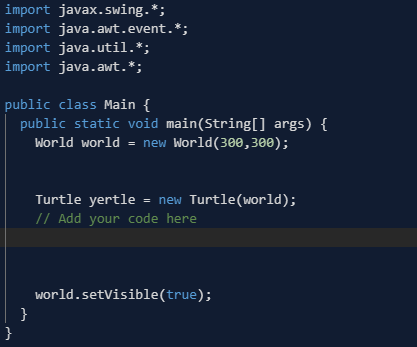 import javax.swing.*;
import java.awt.event.*;
import java.util.*;
import java.awt.*;
public class Main {
public static void main(String[] args) {
World world = new World(300,300);
Turtle yertle = new Turtle(world);
// Add your code here
world.setVisible(true);
}
}